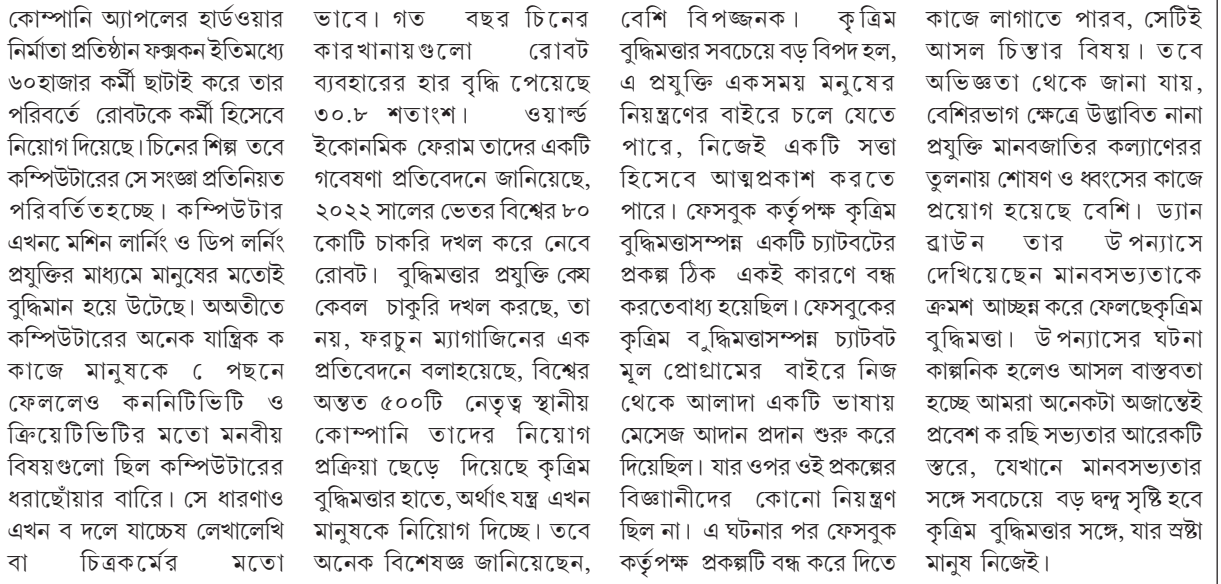 কোম্পানি অ্যাপলের হার্ডওয়ার
নির্মাতা প্রতিষ্ঠান ফক্সকন ইতিমধ্যে
৬০হাজার কর্মী ছাটাই করে তার
পরিবর্তে রোবটকে কর্মী হিসেবে
নিয়োগ দিয়েছে। চিনের শিল্প তবে
কম্পিউটারের সে সংজ্ঞা প্রতিনিয়ত
পরিবর্তিতহচ্ছে। কম্পিউটার
এখনে মেশিন লার্নিং ও ডিপ লর্নিং
প্রযুক্তির মাধ্যমে মানুষের মতোই
বুদ্ধিমান হয়ে উটেছে। অঅতীতে
কম্পিউটারের অনেক যান্ত্রিক ক
কাজে মানুষকে ে পছনে
ফেললেও কননিটিভিটি ও
ক্রিয়েটিভিটির মতো মনবীয়
বিষয়গুলো ছিল কম্পিউটারের
ধরাছোঁয়ার বাারিে। সে ধারণাও
এখন ব দলে যাচ্ছেষ লেখালেখি
বা চিত্রকর্মের মতো
ভাবে। গত বছর চিনের
কারখানায়গুলো রোবট
ব্যবহারের হার বৃদ্ধি পেয়েছে
৩০.৮ শতাংশ। ওয়ার্ল্ড
ইকোনমিক ফেরাম তাদের একটি
গবেষণা প্রতিবেদনে জানিয়েছে,
২০২২ সালের ভেতর বিশ্বের ৮০
কোটি চাকরি দখল করে নেবে
রোবট। বুদ্ধিমত্তার প্রযুক্তি কেয
কেবল চাকুরি দখল করছে, তা
নয়, ফরচুন ম্যাগাজিনের এক
প্রতিবেদনে বলাহয়েছে, বিশ্বের
অন্তত ৫০০টি নেতৃত্ব স্থানীয়
কোম্পানি তাদের নিয়োগ
প্রক্রিয়া ছেড়ে দিয়েছে কৃত্রিম
বুদ্ধিমত্তার হাতে, অর্থাৎ যন্ত্র এখন
মানুষকে নিিয়োগ দিচ্ছে। তবে
অনেক বিশেষজ্ঞ জানিয়েছেন,
বেশি বিপজ্জনক। কৃত্রিম
বুদ্ধিমত্তার সবচেয়ে বড় বিপদ হল,
এ প্রযুক্তি একসময় মনুষের
নিয়ন্ত্রণের বাইরে চলে যেতে
পারে, নিজেই একটি সত্তা
হিসেবে আত্মপ্রকাশ করতে
পারে। ফেসবুক কর্তৃপক্ষ কৃত্রিম
বুদ্ধিমত্তাসম্পন্ন একটি চ্যাটবটের
প্রকল্প ঠিক একই কারণে বন্ধ
করতেবাধ্য হয়েছিল। ফেসবুকের
কৃত্রিম ব ুদ্ধিমত্তাসম্পন্ন চ্যাটবট
মূল প্রোগ্রামের বাইরে নিজ
থেকে আলাদা একটি ভাষায়
মেসেজ আদান প্রদান শুরু করে
দিয়েছিল। যার ওপর ওই প্রকল্পের
বিজ্ঞাানীদের কোনো নিয়ন্ত্রণ
ছিল না। এ ঘটনার পর ফেসবুক
কর্তৃপক্ষ প্রকল্পটি বন্ধ করে দিতে
কাজে লাগাতে পারব, সেটিই
আসল চিন্তার বিষয়। তবে
অভিজ্ঞতা থেকে জানা যায়,
বেশিরভাগ ক্ষেত্রে উদ্ভাবিত নানা
প্রযুক্তি মানবজাতির কল্যাণেরর
তুলনায় শোষণ ও ধ্বংসের কাজে
প্রয়োগ হয়েছে বেশি। ড্যান
ব্রাউন তার উপন্যাসে
দেখিয়েছেন মানবসভ্যতাকে
ক্রমশ আচ্ছন্ন করে ফেলছেকৃত্রিম
বুদ্ধিমত্তা। উপন্যাসের ঘটনা
কাল্পনিক হলেও আসল বাস্তবতা
হচ্ছে আমরা অনেকটা অজান্তেই
প্রবেশ ক রছি সভ্যতার আরেকটি
স্তরে, যেখানে মানবসভ্যতার
সঙ্গে সবচেয়ে বড় দ্বন্দ্ব সৃষ্টি হবে
কৃত্রিম বুদ্ধিমত্তার সঙ্গে, যার স্রষ্টা
মানুষ নিজেই।